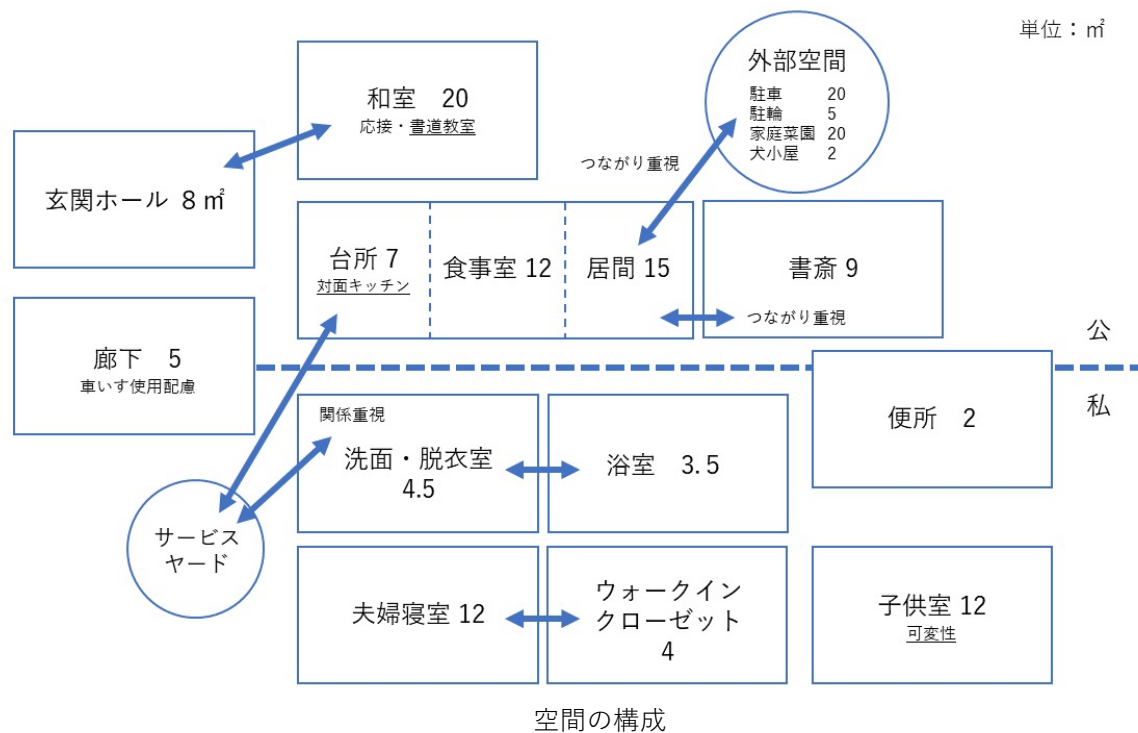 単位：㎡
和室　20
応接・書道教室
外部空間
駐車　20
駐輪　5
家庭菜園　20
犬小屋　2
玄関ホール 8㎡
つながり重視
台所 7
対面キッチン
食事室 12
居間 15
書斎 9
つながり重視
廊下　5
車いす使用配慮
公
私
便所　2
関係重視
洗面・脱衣室
4.5
浴室　3.5
サービス
ヤード
夫婦寝室 12
ウォークイン
クローゼット
4
子供室 12
可変性
空間の構成